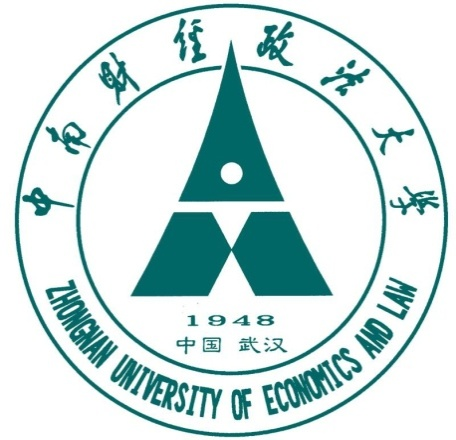 中南财经政法大学
1948
中国 武汉
ZHONGNAN UNIVERSITY OF ECONOMICS AND LAW